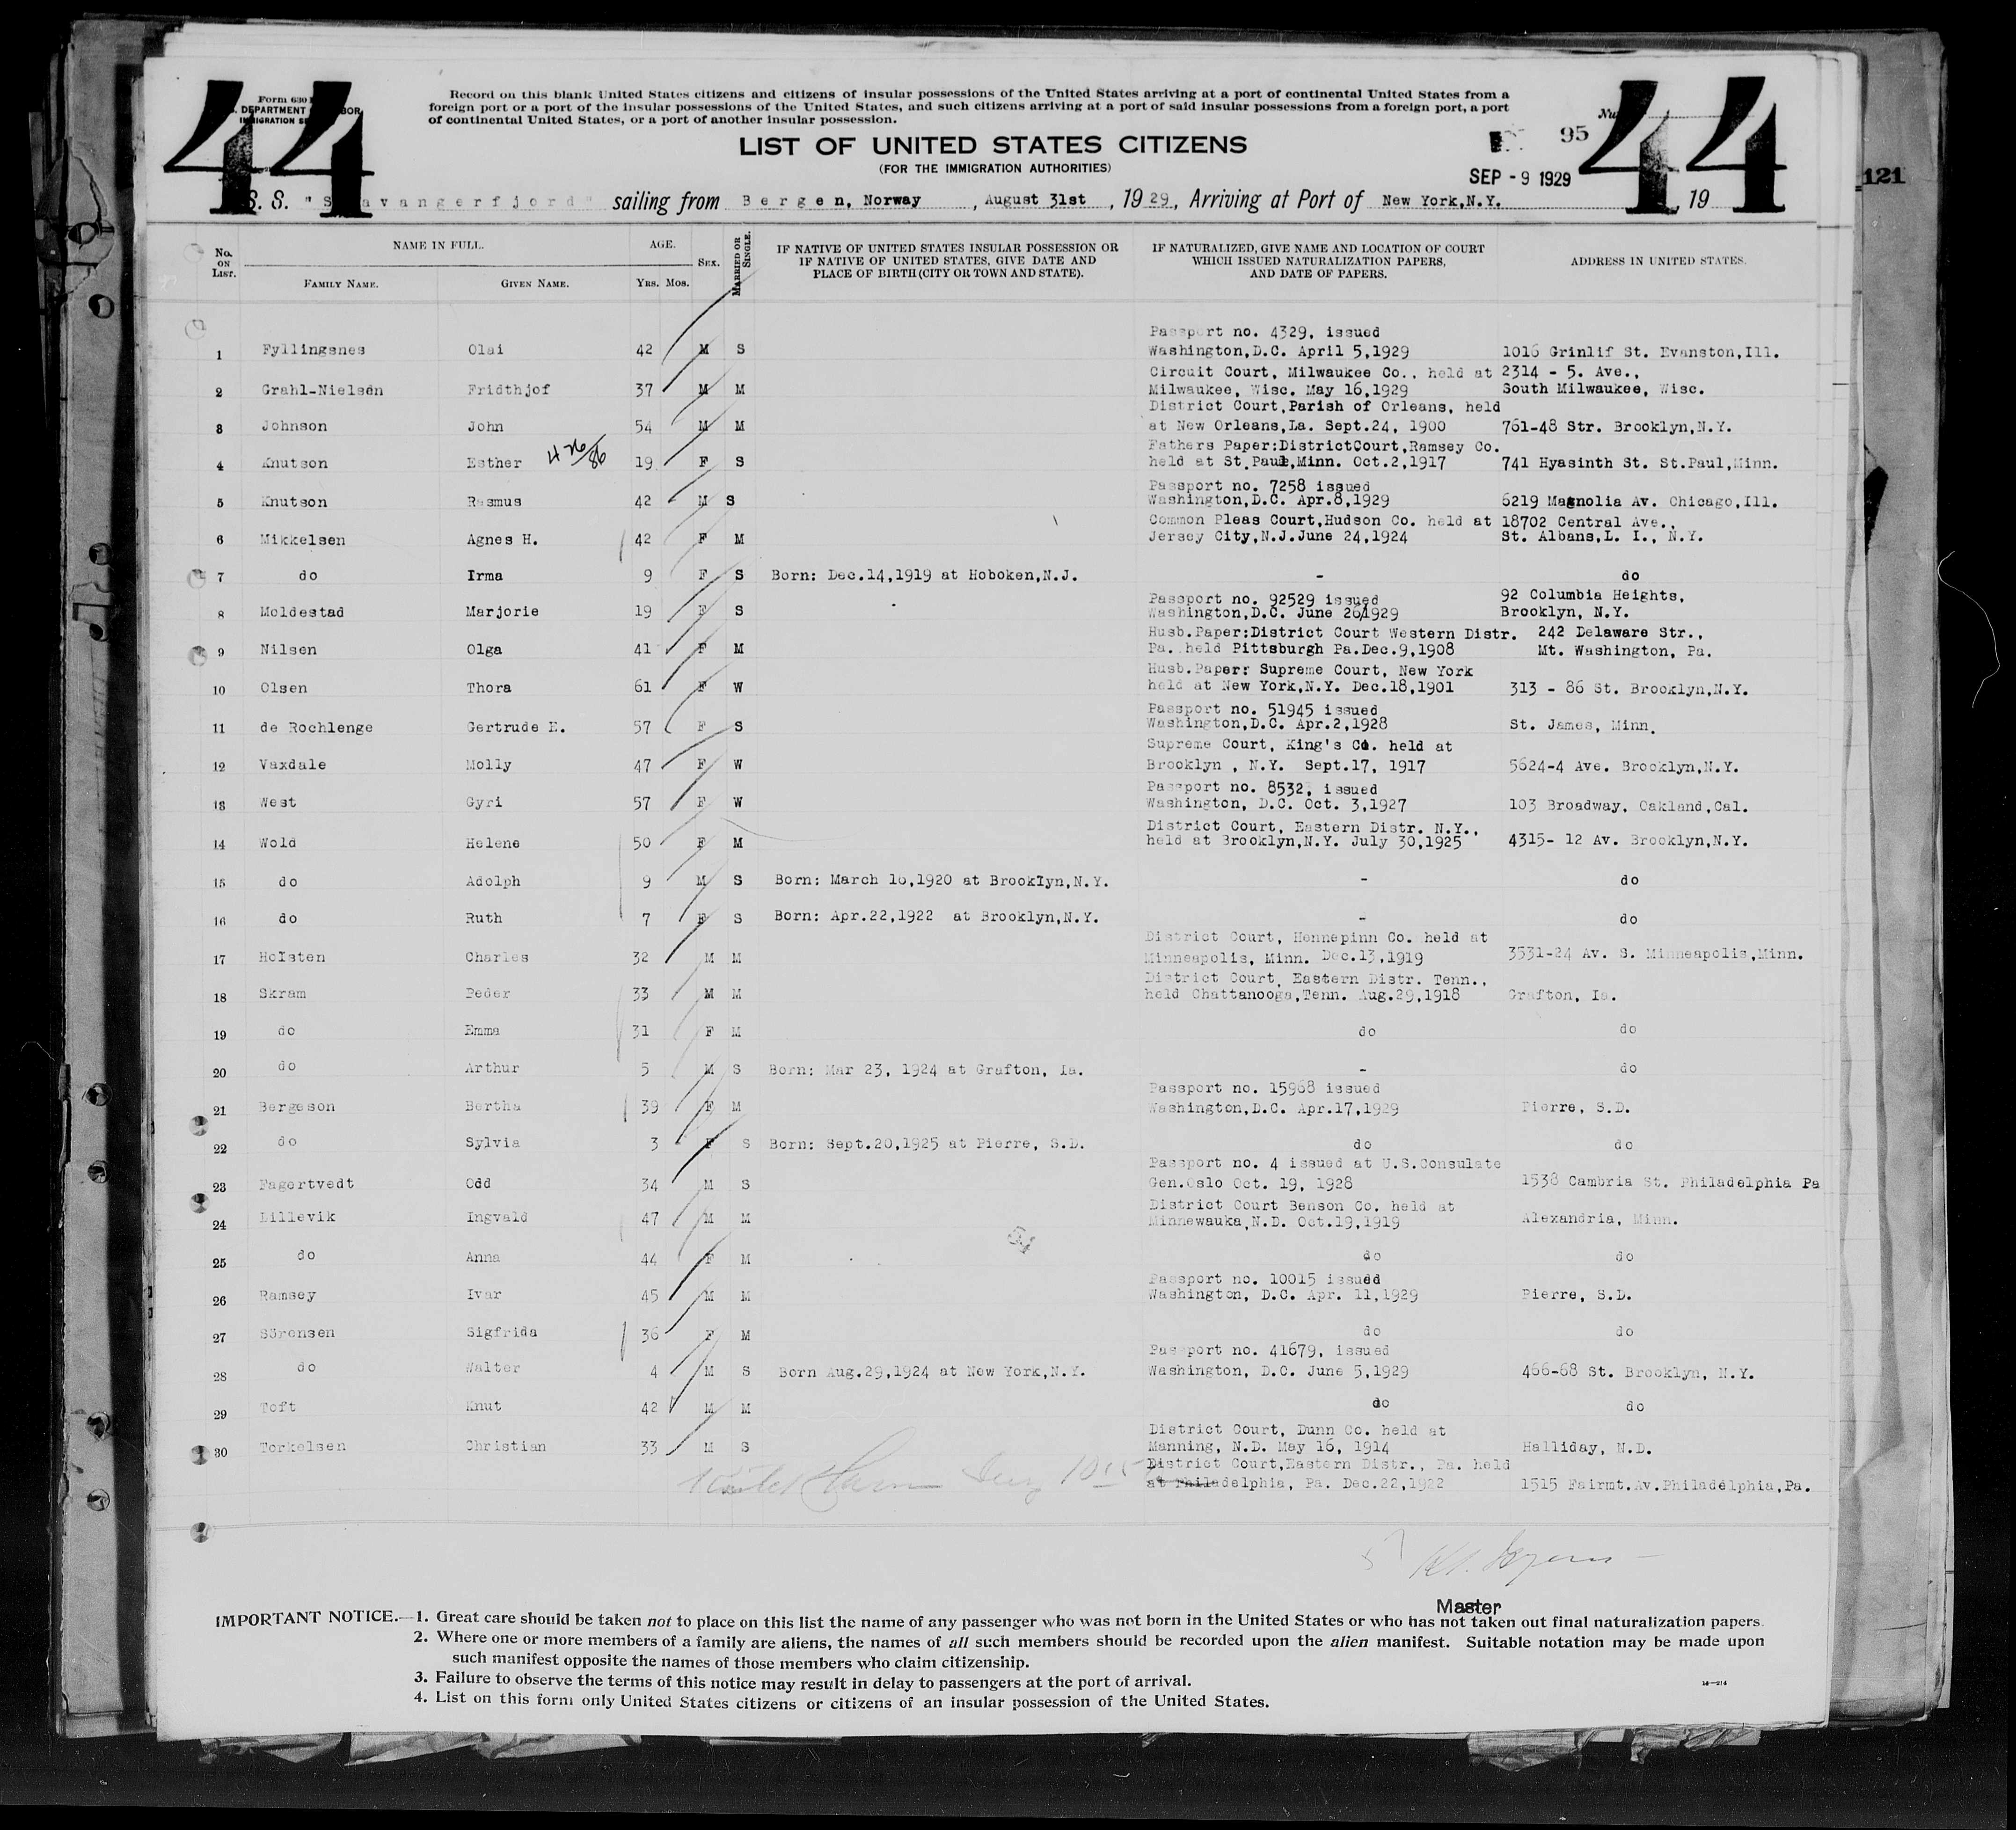 44
44
Form 630
DEPARTMENT OF LABOR
IMMIGRATION SERVICE
Record on this blank United States citizens and citizens of insular possessions of the United States arriving at a port of continental United States from a
foreign port or a port of the insular possessions of the United States, and such citizens arriving at a port of said insular possessions from a foreign port, a port
of continental United States, or a port of another insular possession.
95
LIST OF UNITED STATES CITIZENS
(FOR THE IMMIGRATION AUTHORITIES)
SEP - 9 1929
121
S. S. "Stavangerfjord" sailing from Bergen, Norway, August 31st, 1929, Arriving at Port of New York,N.Y. 19
No. ON LIST. NAME IN FULL. AGE. SEX. MARRIED OR SINGLE. IF NATIVE OF UNITED STATES INSULAR POSSESSION OR IF NATIVE OF UNITED STATES, GIVE DATE AND PLACE OF BIRTH (CITY OR TOWN AND STATE). IF NATURALIZED, GIVE NAME AND LOCATION OF COURT WHICH ISSUED NATURALIZATION PAPERS, AND DATE OF PAPERS. ADDRESS IN UNITED STATES.
FAMILY NAME. GIVEN NAME. YRS. MOS.
Passport no. 4329, issued
1 Fyllingsnes Olai 42 M S Washington,D.C. April 5,1929 1016 Grinlif St. Evanston,Ill.
Circuit Court, Milwaukee Co., held at 2314 - 5. Ave.,
2 Grahl-Nielsen Fridthjof 37 M M Milwaukee, Wisc. May 16,1929 South Milwaukee, Wisc.
District Court,Parish of Orleans, held
3 Johnson John 54 M M at New Orleans,La. Sept.24, 1900 761-48 Str. Brooklyn,N.Y.
Fathers Paper:DistrictCourt,Ramsey Co.
4 Knutson Esther 426/86 19 F S held at St.Paul,Minn. Oct.2,1917 741 Hyasinth St. St.Paul,Minn.
Passport no. 7258 issued
5 Knutson Rasmus 42 M S Washington,D.C. Apr.8,1929 6219 Magnolia Av. Chicago,Ill.
Common Pleas Court,Hudson Co. held at 18702 Central Ave.,
6 Mikkelsen Agnes H. 42 F M Jersey City,N.J.June 24,1924 St. Albans,L. I., N.Y.
7 do Irma 9 F S Born: Dec.14,1919 at Hoboken,N.J. - do
Passport no. 92529 issued 92 Columbia Heights,
8 Moldestad Marjorie 19 F S Washington,D.C. June 26,1929 Brooklyn, N.Y.
Husb.Paper:District Court Western Distr. 242 Delaware Str.,
9 Nilsen Olga 41 F M Pa. held Pittsburgh Pa.Dec.9,1908 Mt. Washington, Pa.
Husb.Paper: Supreme Court, New York
10 Olsen Thora 61 F W held at New York,N.Y. Dec.18,1901 313 - 86 St. Brooklyn,N.Y.
Passport no. 51945 issued
11 de Rochlenge Gertrude E. 57 F S Washington,D.C. Apr.2,1928 St. James, Minn.
Supreme Court, King's Co. held at
12 Vaxdale Molly 47 F W Brooklyn , N.Y. Sept.17, 1917 5624-4 Ave. Brooklyn,N.Y.
Passport no. 8532, issued
13 West Gyri 57 F W Washington, D.C. Oct. 3,1927 103 Broadway, Oakland,Cal.
District Court, Eastern Distr. N.Y.,
14 Wold Helene 50 F M held at Brooklyn,N.Y. July 30,1925 4315- 12 Av. Brooklyn,N.Y.
15 do Adolph 9 M S Born: March 16,1920 at Brooklyn,N.Y. - do
16 do Ruth 7 F S Born: Apr.22,1922 at Brooklyn,N.Y. - do
District Court, Hennepinn Co. held at
17 Holsten Charles 32 M M Minneapolis, Minn. Dec.13,1919 3531-24 Av. S. Minneapolis,Minn.
District Court, Eastern Distr. Tenn.,
18 Skram Peder 33 M M held Chattanooga,Tenn. Aug.29,1918 Grafton, Ia.
19 do Emma 31 F M do do
20 do Arthur 5 M S Born: Mar 23, 1924 at Grafton, Ia. - do
Passport no. 15968 issued
21 Bergeson Bertha 39 F M Washington,D.C. Apr.17,1929 Pierre, S.D.
22 do Sylvia 3 F S Born: Sept.20,1925 at Pierre, S.D. do do
Passport no. 4 issued at U.S.Consulate
23 Fagertvedt Odd 34 M S Gen.Oslo Oct. 19, 1928 1538 Cambria St. Philadelphia Pa
District Court Benson Co. held at
24 Lillevik Ingvald 47 M M Minnewauka,N.D. Oct.19,1919 Alexandria, Minn.
25 do Anna 44 F M do do
Passport no. 10015 issued
26 Ramsey Ivar 45 M M Washington, D.C. Apr. 11,1929 Pierre, S.D.
27 Sörensen Sigfrida 36 F M do do
Passport no. 41679, issued
28 do Walter 4 M S Born Aug.29,1924 at New York,N.Y. Washington, D.C. June 5,1929 466-68 St. Brooklyn, N.Y.
29 Toft Knut 42 M M do do
District Court, Dunn Co. held at
30 Torkelsen Christian 33 M S Manning, N.D. May 16, 1914 Halliday, N.D.
District Court,Eastern Distr., Pa. held
at Philadelphia, Pa. Dec.22,1922 1515 Fairmt.Av.Philadelphia,Pa.
Master
IMPORTANT NOTICE.—1. Great care should be taken not to place on this list the name of any passenger who was not born in the United States or who has not taken out final naturalization papers.
2. Where one or more members of a family are aliens, the names of all such members should be recorded upon the alien manifest. Suitable notation may be made upon
such manifest opposite the names of those members who claim citizenship.
3. Failure to observe the terms of this notice may result in delay to passengers at the port of arrival.
4. List on this form only United States citizens or citizens of an insular possession of the United States.